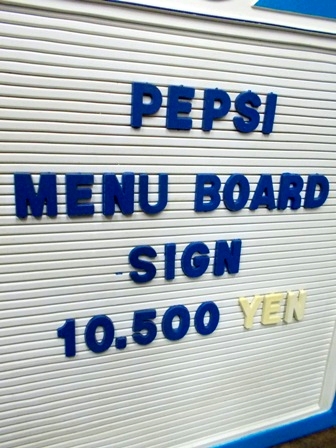 PEPSI
MENU BOARD
SIGN
10.500 YEN